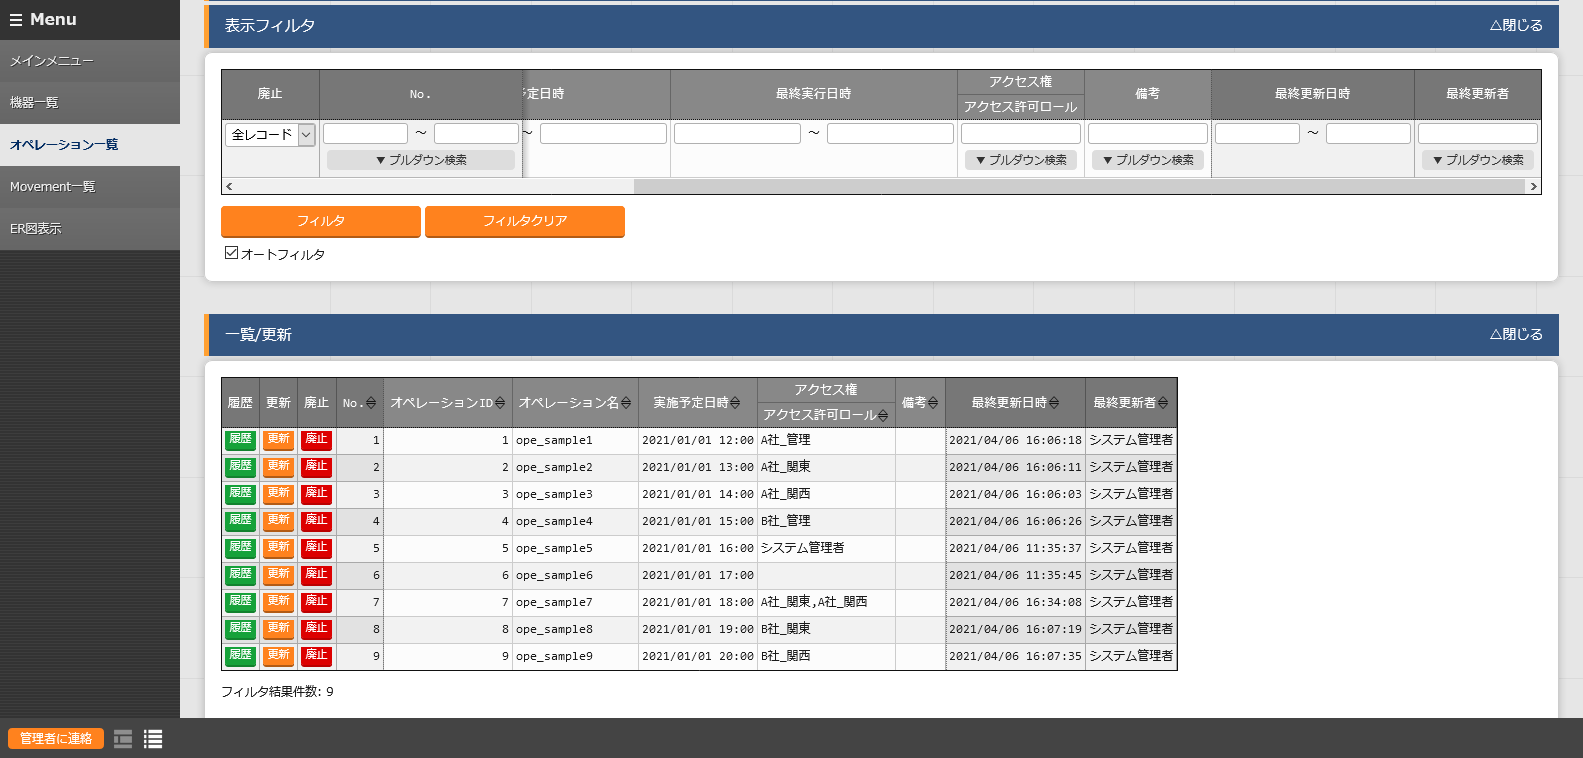 ☰ Menu
メインメニュー
機器一覧
オペレーション一覧
Movement一覧
ER図表示
表示フィルタ △閉じる
廃止 No. 予定日時 最終実行日時 アクセス権 備考 最終更新日時 最終更新者
アクセス許可ロール
全レコード ～ ～ ～ ～
▼プルダウン検索 ▼プルダウン検索 ▼プルダウン検索 ▼プルダウン検索
フィルタ フィルタクリア
オートフィルタ
一覧/更新 △閉じる
履歴 更新 廃止 No. オペレーションID オペレーション名 実施予定日時 アクセス権 備考 最終更新日時 最終更新者
アクセス許可ロール
履歴 更新 廃止 1 1 ope_sample1 2021/01/01 12:00 A社_管理 2021/04/06 16:06:18 システム管理者
履歴 更新 廃止 2 2 ope_sample2 2021/01/01 13:00 A社_関東 2021/04/06 16:06:11 システム管理者
履歴 更新 廃止 3 3 ope_sample3 2021/01/01 14:00 A社_関西 2021/04/06 16:06:03 システム管理者
履歴 更新 廃止 4 4 ope_sample4 2021/01/01 15:00 B社_管理 2021/04/06 16:06:26 システム管理者
履歴 更新 廃止 5 5 ope_sample5 2021/01/01 16:00 システム管理者 2021/04/06 11:35:37 システム管理者
履歴 更新 廃止 6 6 ope_sample6 2021/01/01 17:00 2021/04/06 11:35:45 システム管理者
履歴 更新 廃止 7 7 ope_sample7 2021/01/01 18:00 A社_関東,A社_関西 2021/04/06 16:34:08 システム管理者
履歴 更新 廃止 8 8 ope_sample8 2021/01/01 19:00 B社_関東 2021/04/06 16:07:19 システム管理者
履歴 更新 廃止 9 9 ope_sample9 2021/01/01 20:00 B社_関西 2021/04/06 16:07:35 システム管理者
フィルタ結果件数: 9
管理者に連絡